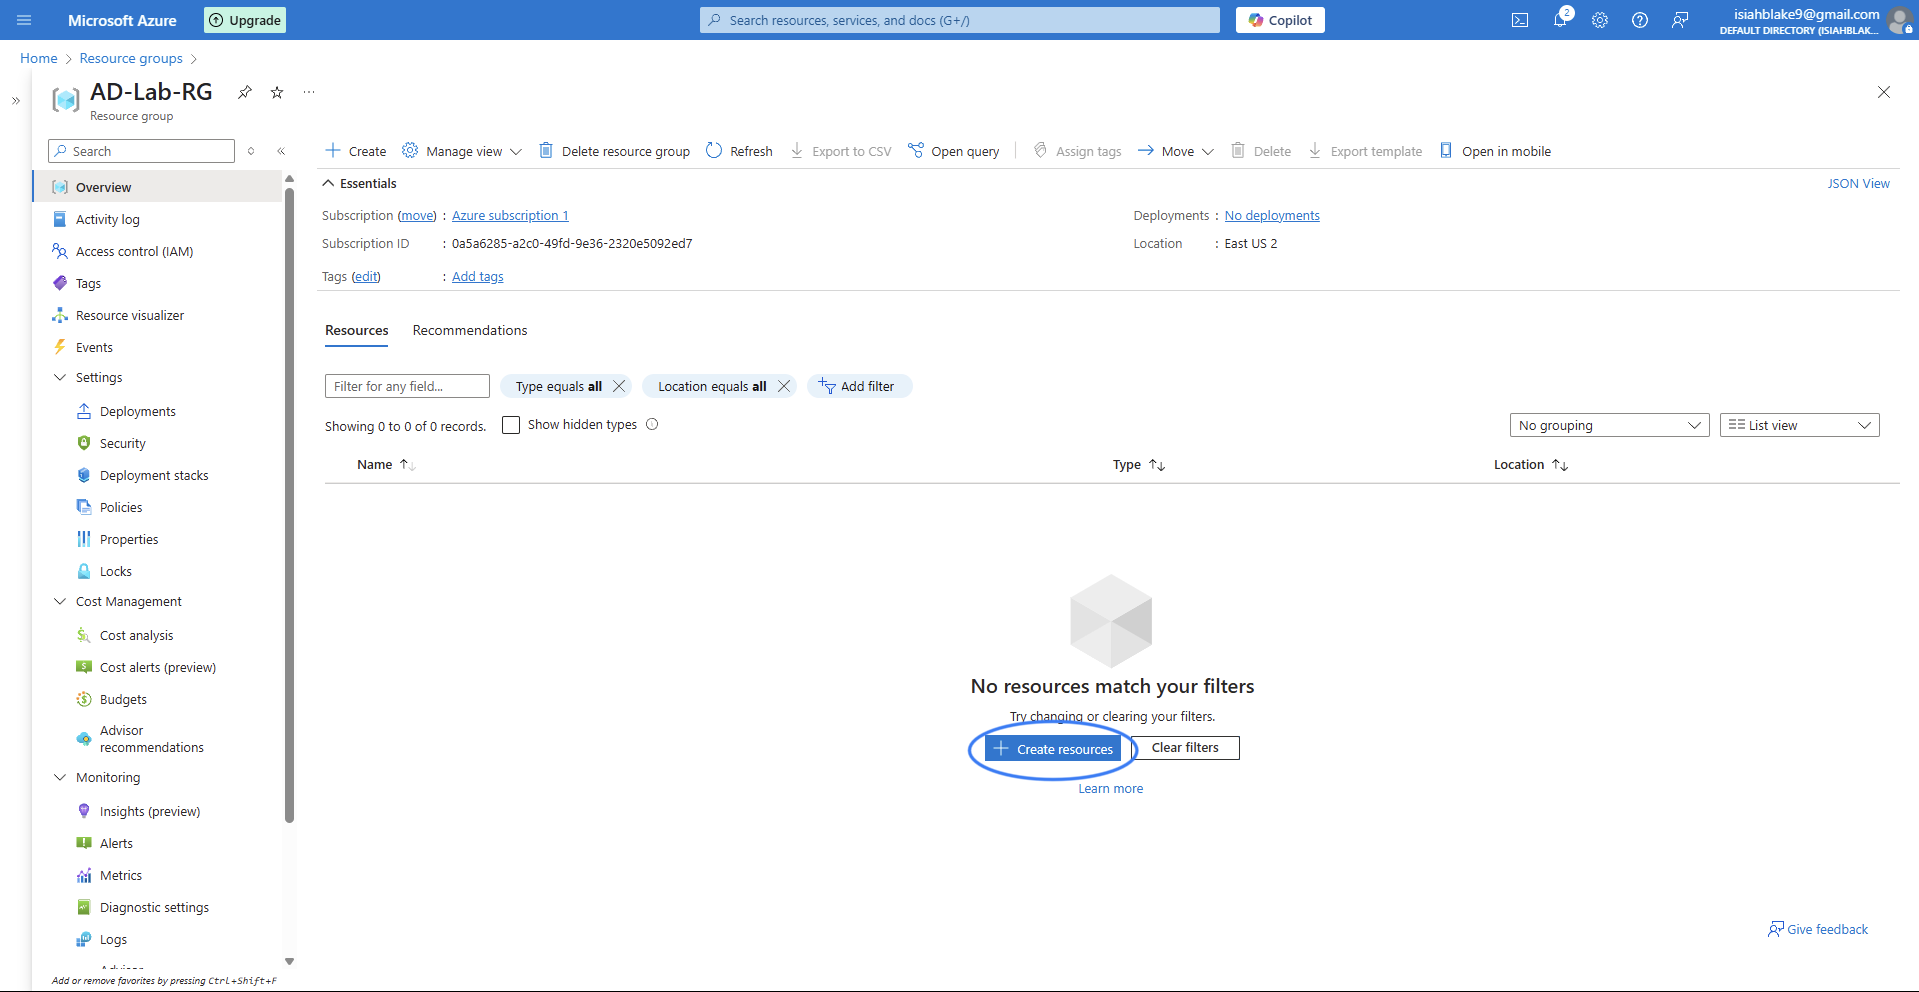 Microsoft Azure
Upgrade
Search resources, services, and docs (G+/)
Copilot
2
isiahblake9@gmail.com
DEFAULT DIRECTORY (ISIAHBLAK...
Home > Resource groups >
AD-Lab-RG
Resource group
Search
Create
Manage view
Delete resource group
Refresh
Export to CSV
Open query
Assign tags
Move
Delete
Export template
Open in mobile
Overview
Activity log
Access control (IAM)
Tags
Resource visualizer
Events
Settings
Deployments
Security
Deployment stacks
Policies
Properties
Locks
Cost Management
Cost analysis
Cost alerts (preview)
Budgets
Advisor
recommendations
Monitoring
Insights (preview)
Alerts
Metrics
Diagnostic settings
Logs
Advisor
Add or remove favorites by pressing Ctrl+Shift+F
Essentials
JSON View
Subscription (move) : Azure subscription 1
Subscription ID : 0a5a6285-a2c0-49fd-9e36-2320e5092ed7
Tags (edit) : Add tags
Deployments : No deployments
Location : East US 2
Resources
Recommendations
Filter for any field...
Type equals all
Location equals all
Add filter
Showing 0 to 0 of 0 records.
Show hidden types
No grouping
List view
Name
Type
Location
No resources match your filters
Try changing or clearing your filters.
Create resources
Clear filters
Learn more
Give feedback